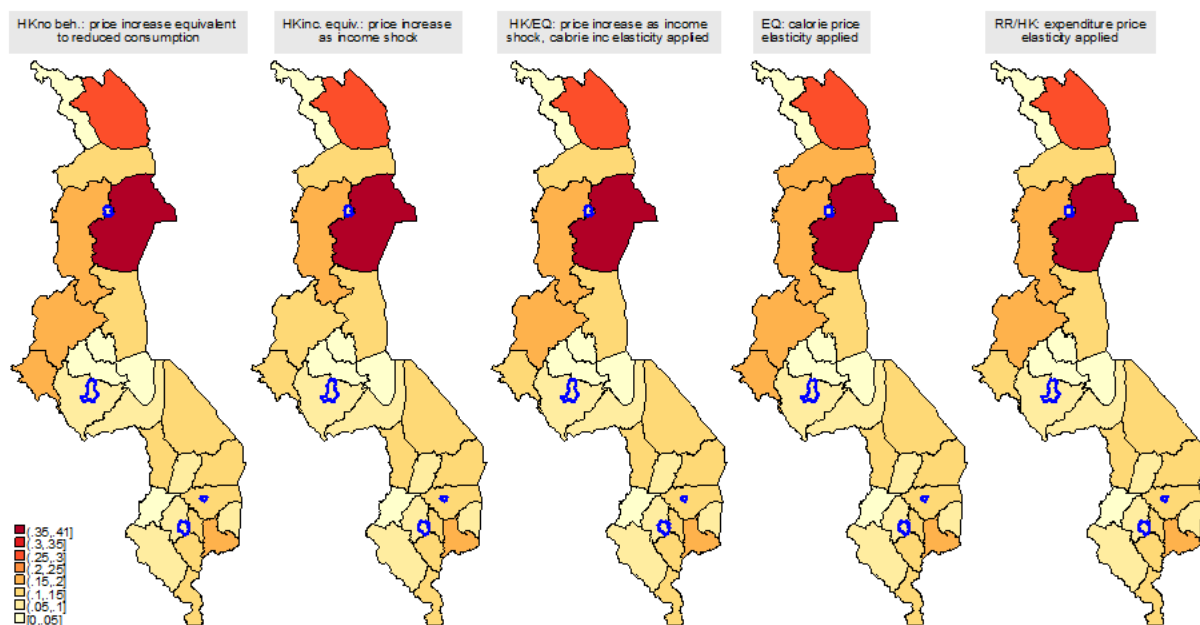 HKno beh.: price increase equivalent
to reduced consumption
HKinc. equiv.: price increase
as income shock
HK/EQ: price increase as income
shock, calorie inc elasticity applied
EQ: calorie price
elasticity applied
RR/HK: expenditure price
elasticity applied
(.35,.41]
(.3,.35]
(.25,.3]
(.2,.25]
(.15,.2]
(.1,.15]
(.05,.1]
[0,.05]